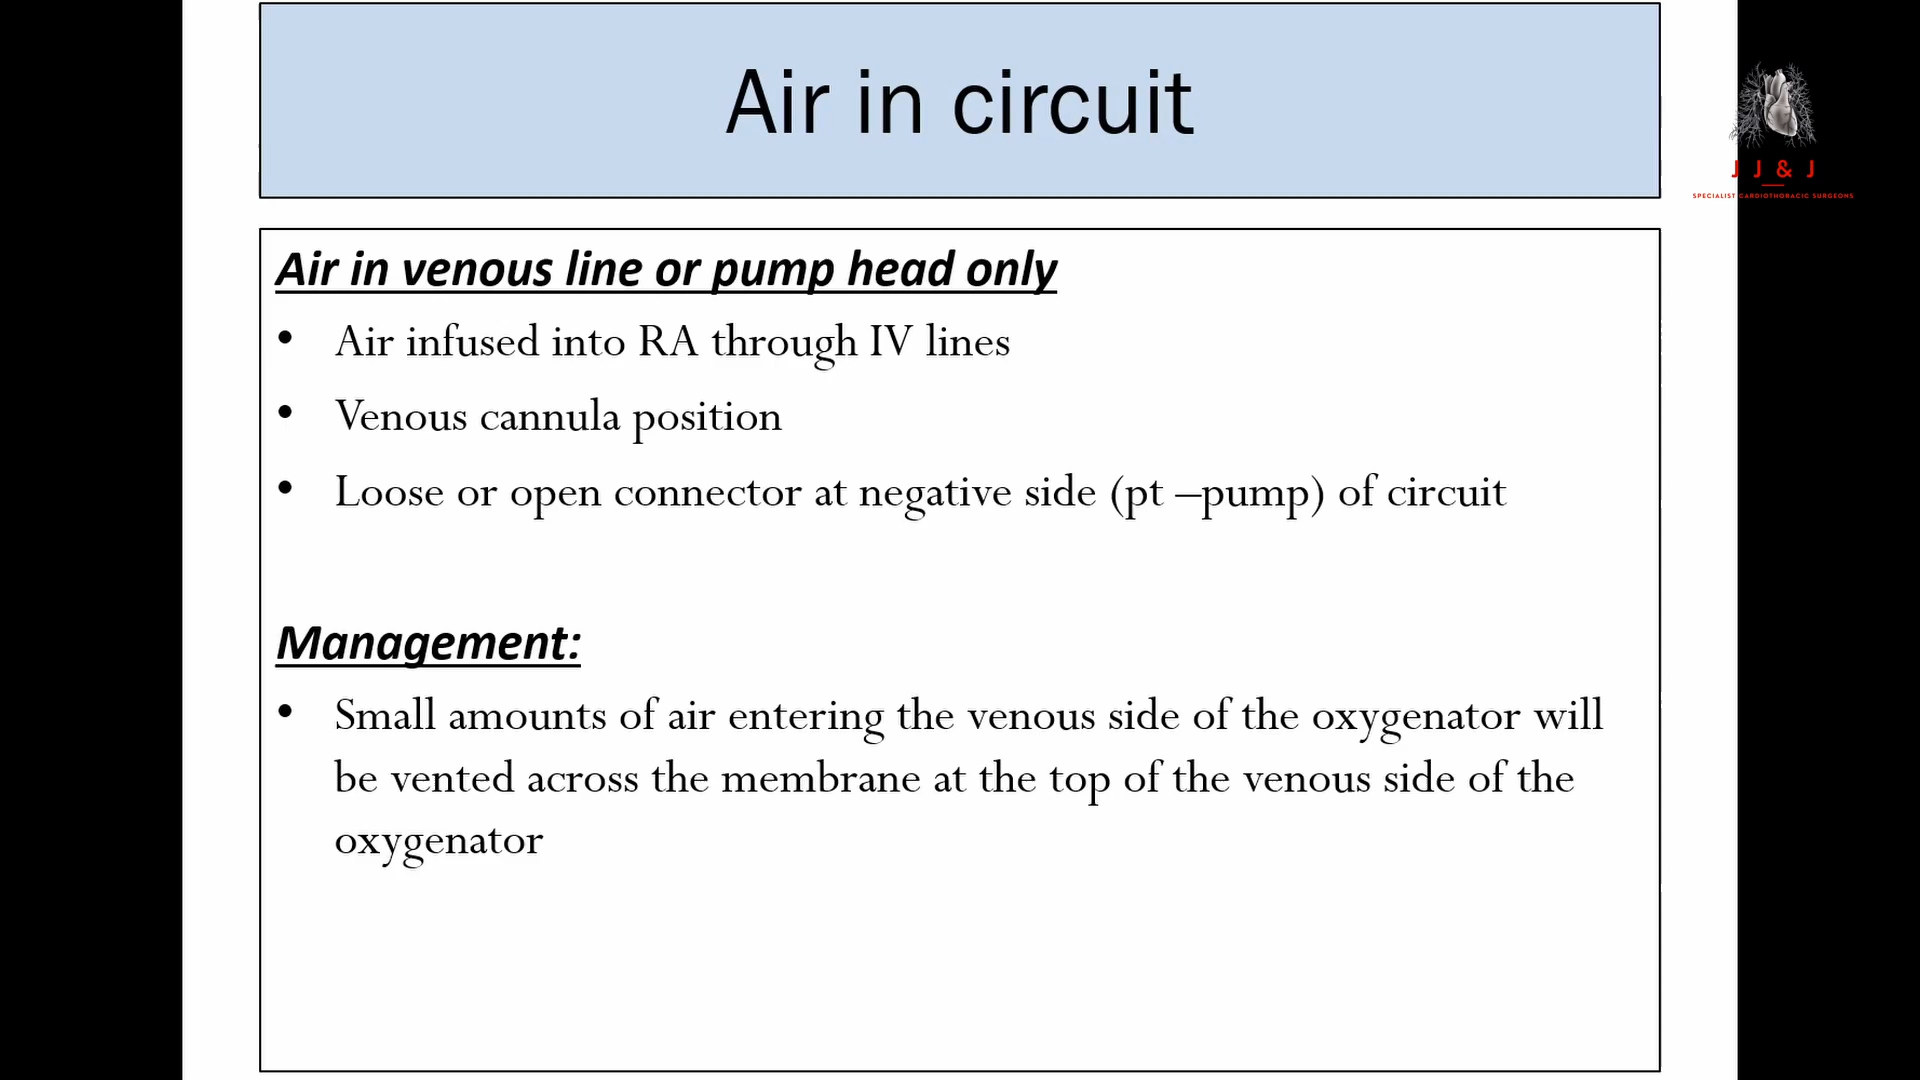 Air in circuit
J J & J
SPECIALIST CARDIOTHORACIC SURGEONS
Air in venous line or pump head only
• Air infused into RA through IV lines
• Venous cannula position
• Loose or open connector at negative side (pt –pump) of circuit
Management:
• Small amounts of air entering the venous side of the oxygenator will
be vented across the membrane at the top of the venous side of the
oxygenator